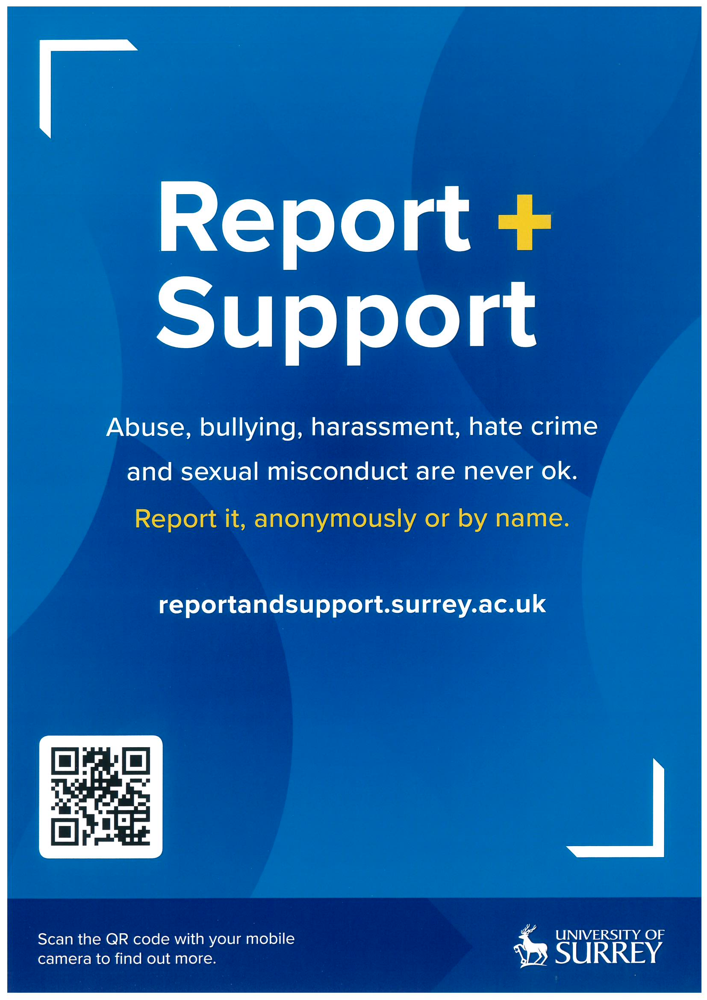 Report +
Support
Abuse, bullying, harassment, hate crime
and sexual misconduct are never ok.
Report it, anonymously or by name.
reportandsupport.surrey.ac.uk
Scan the QR code with your mobile
camera to find out more.
UNIVERSITY OF
SURREY